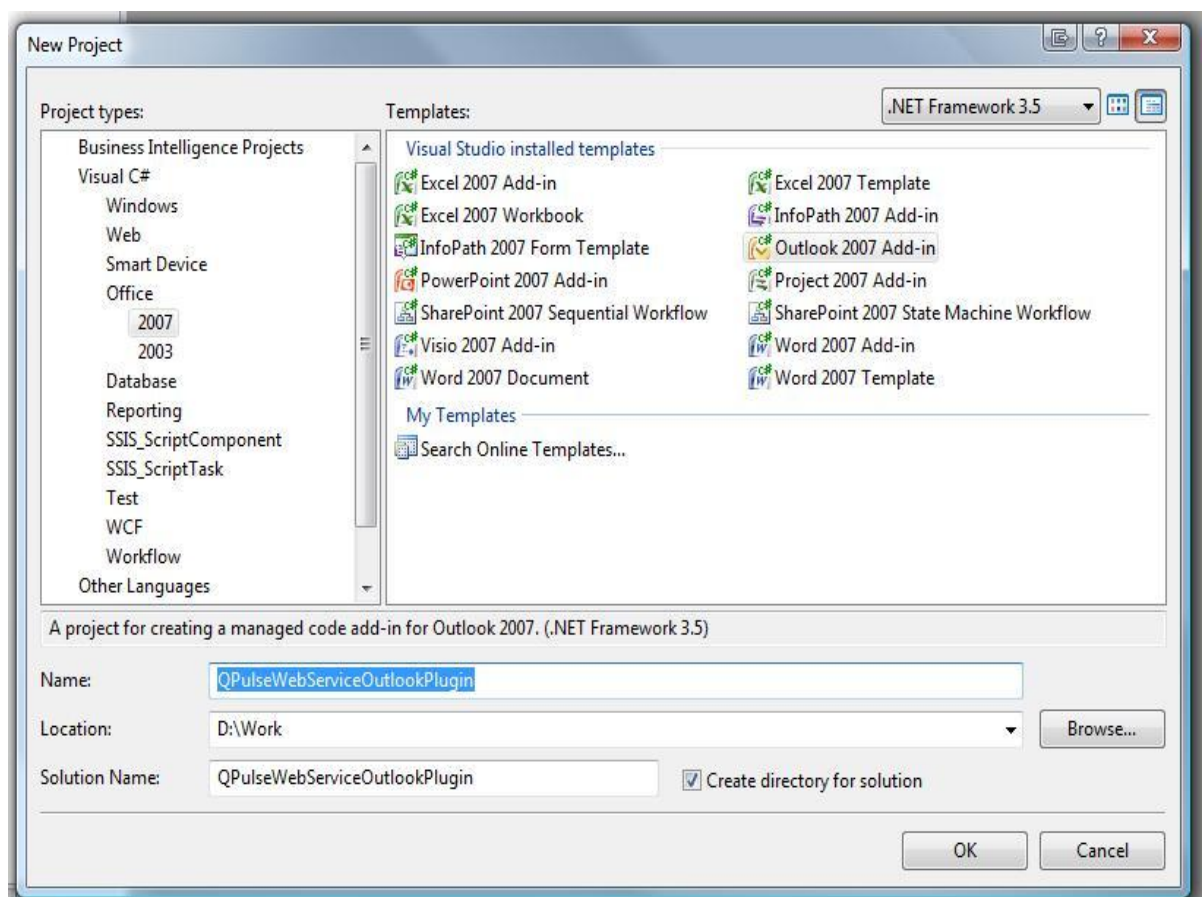 New Project
Project types:
Templates:
.NET Framework 3.5
Business Intelligence Projects
Visual C#
Windows
Web
Smart Device
Office
2007
2003
Database
Reporting
SSIS_ScriptComponent
SSIS_ScriptTask
Test
WCF
Workflow
Other Languages
Visual Studio installed templates
Excel 2007 Add-in
Excel 2007 Template
Excel 2007 Workbook
InfoPath 2007 Add-in
InfoPath 2007 Form Template
Outlook 2007 Add-in
PowerPoint 2007 Add-in
Project 2007 Add-in
SharePoint 2007 Sequential Workflow
SharePoint 2007 State Machine Workflow
Visio 2007 Add-in
Word 2007 Add-in
Word 2007 Document
Word 2007 Template
My Templates
Search Online Templates...
A project for creating a managed code add-in for Outlook 2007. (.NET Framework 3.5)
Name:
QPulseWebServiceOutlookPlugin
Location:
D:\Work
Browse...
Solution Name:
QPulseWebServiceOutlookPlugin
Create directory for solution
OK
Cancel